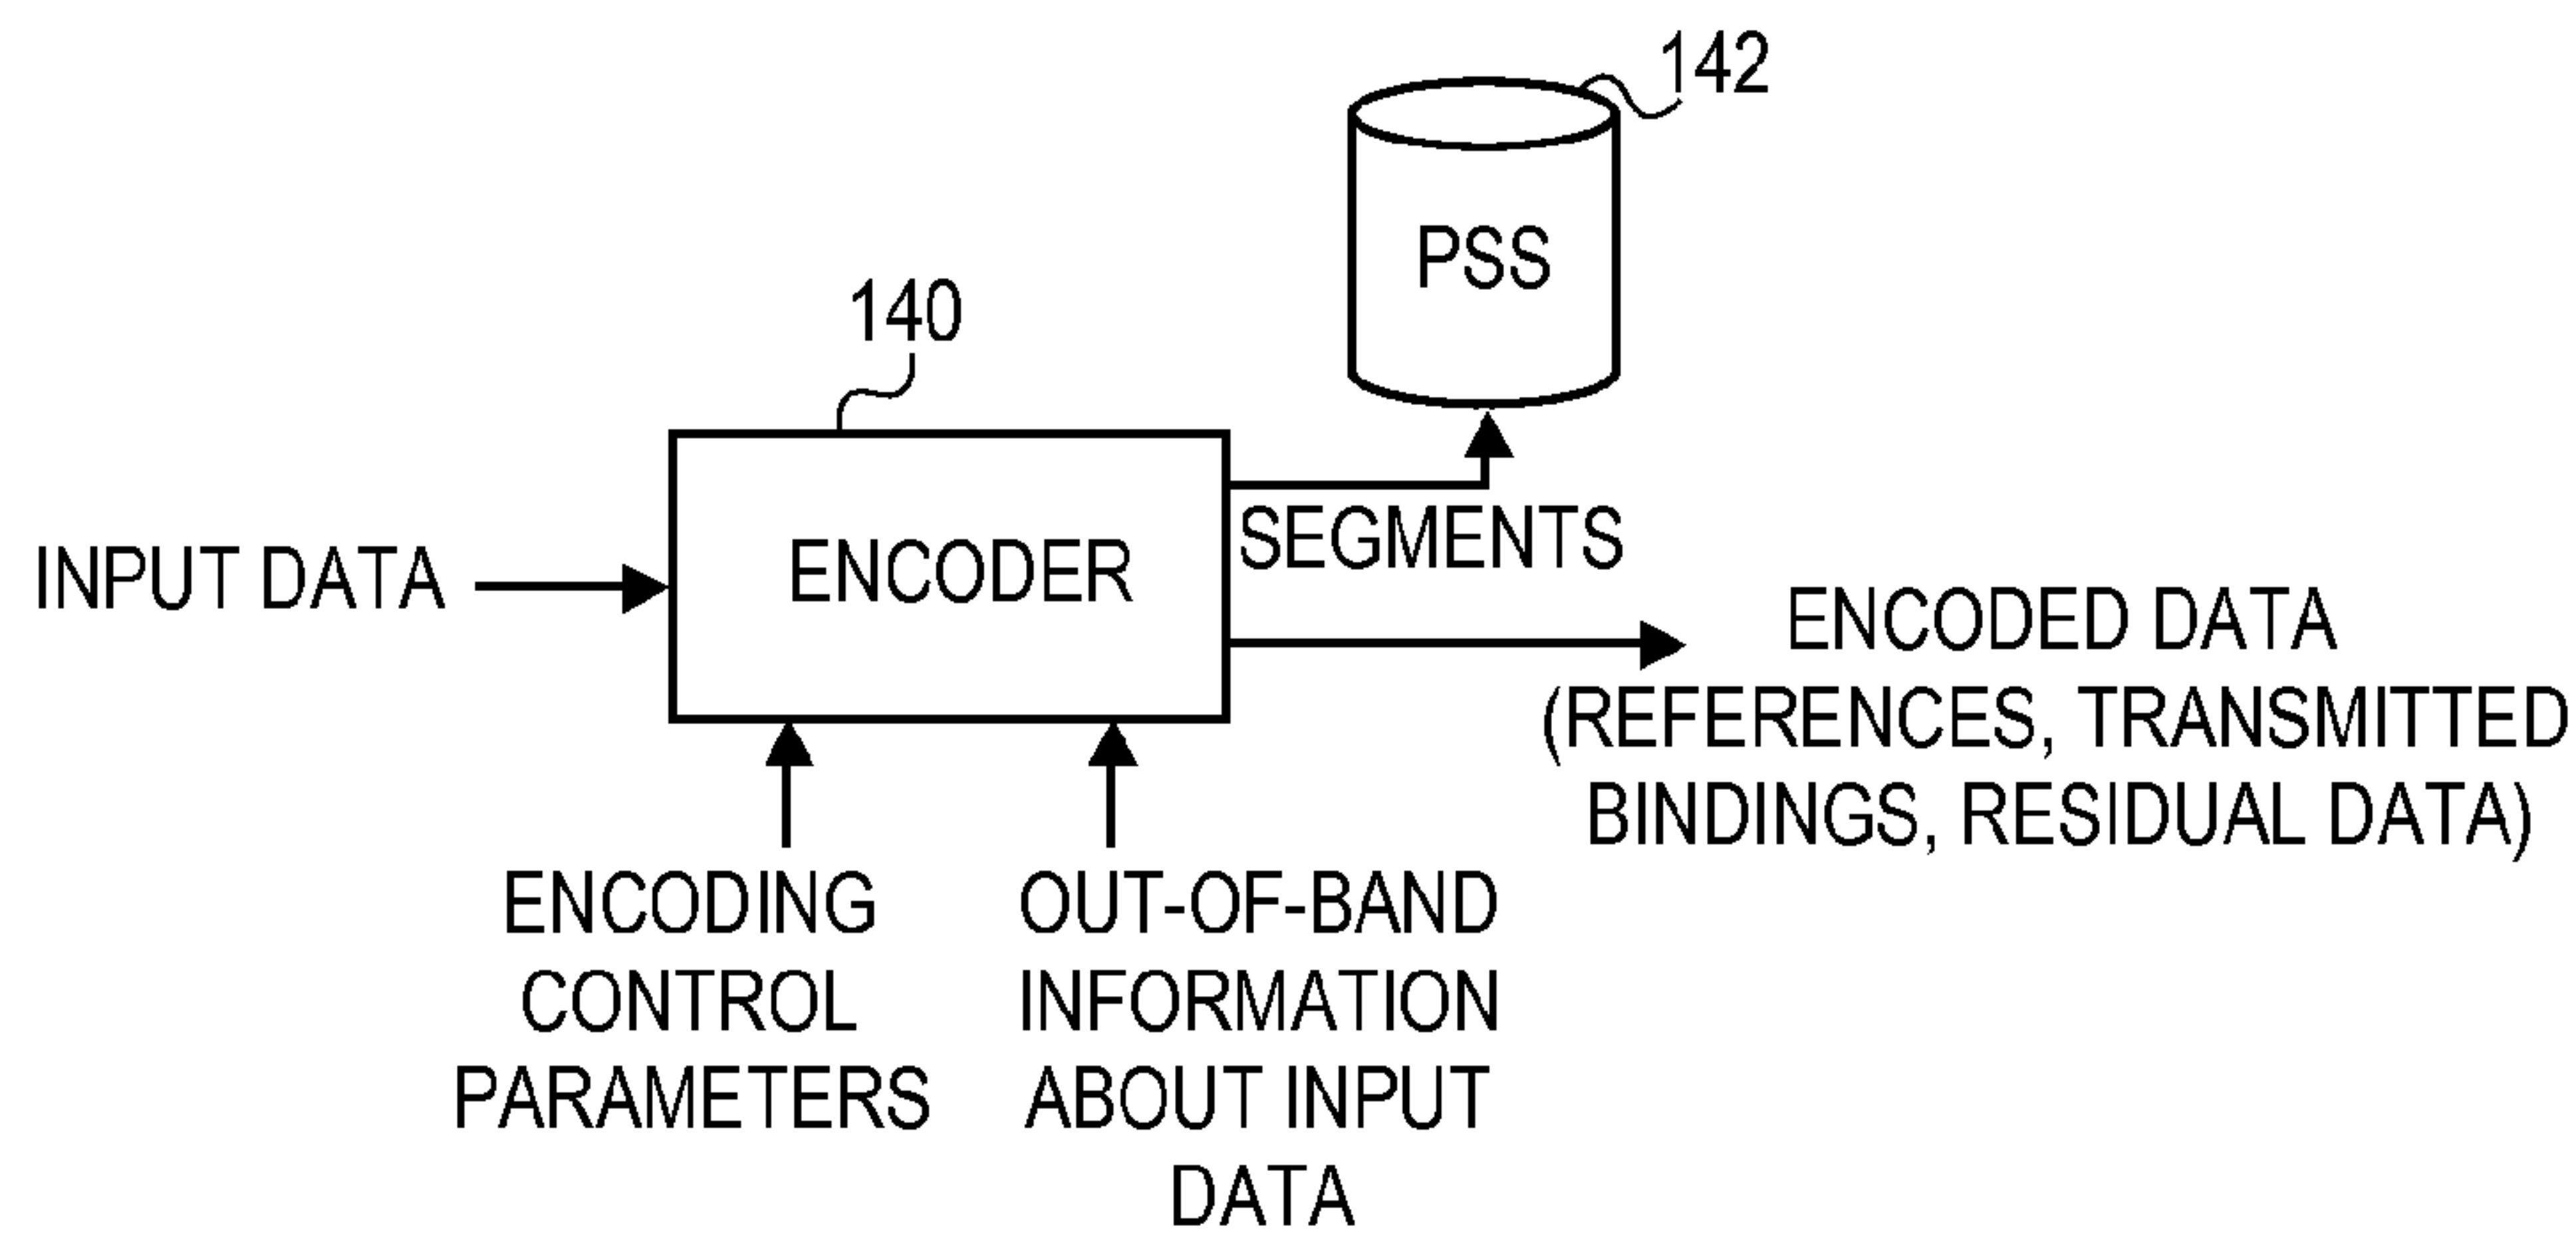 142
PSS
140
SEGMENTS
ENCODER
INPUT DATA
ENCODED DATA
(REFERENCES, TRANSMITTED
BINDINGS, RESIDUAL DATA)
ENCODING
CONTROL
PARAMETERS
OUT-OF-BAND
INFORMATION
ABOUT INPUT
DATA